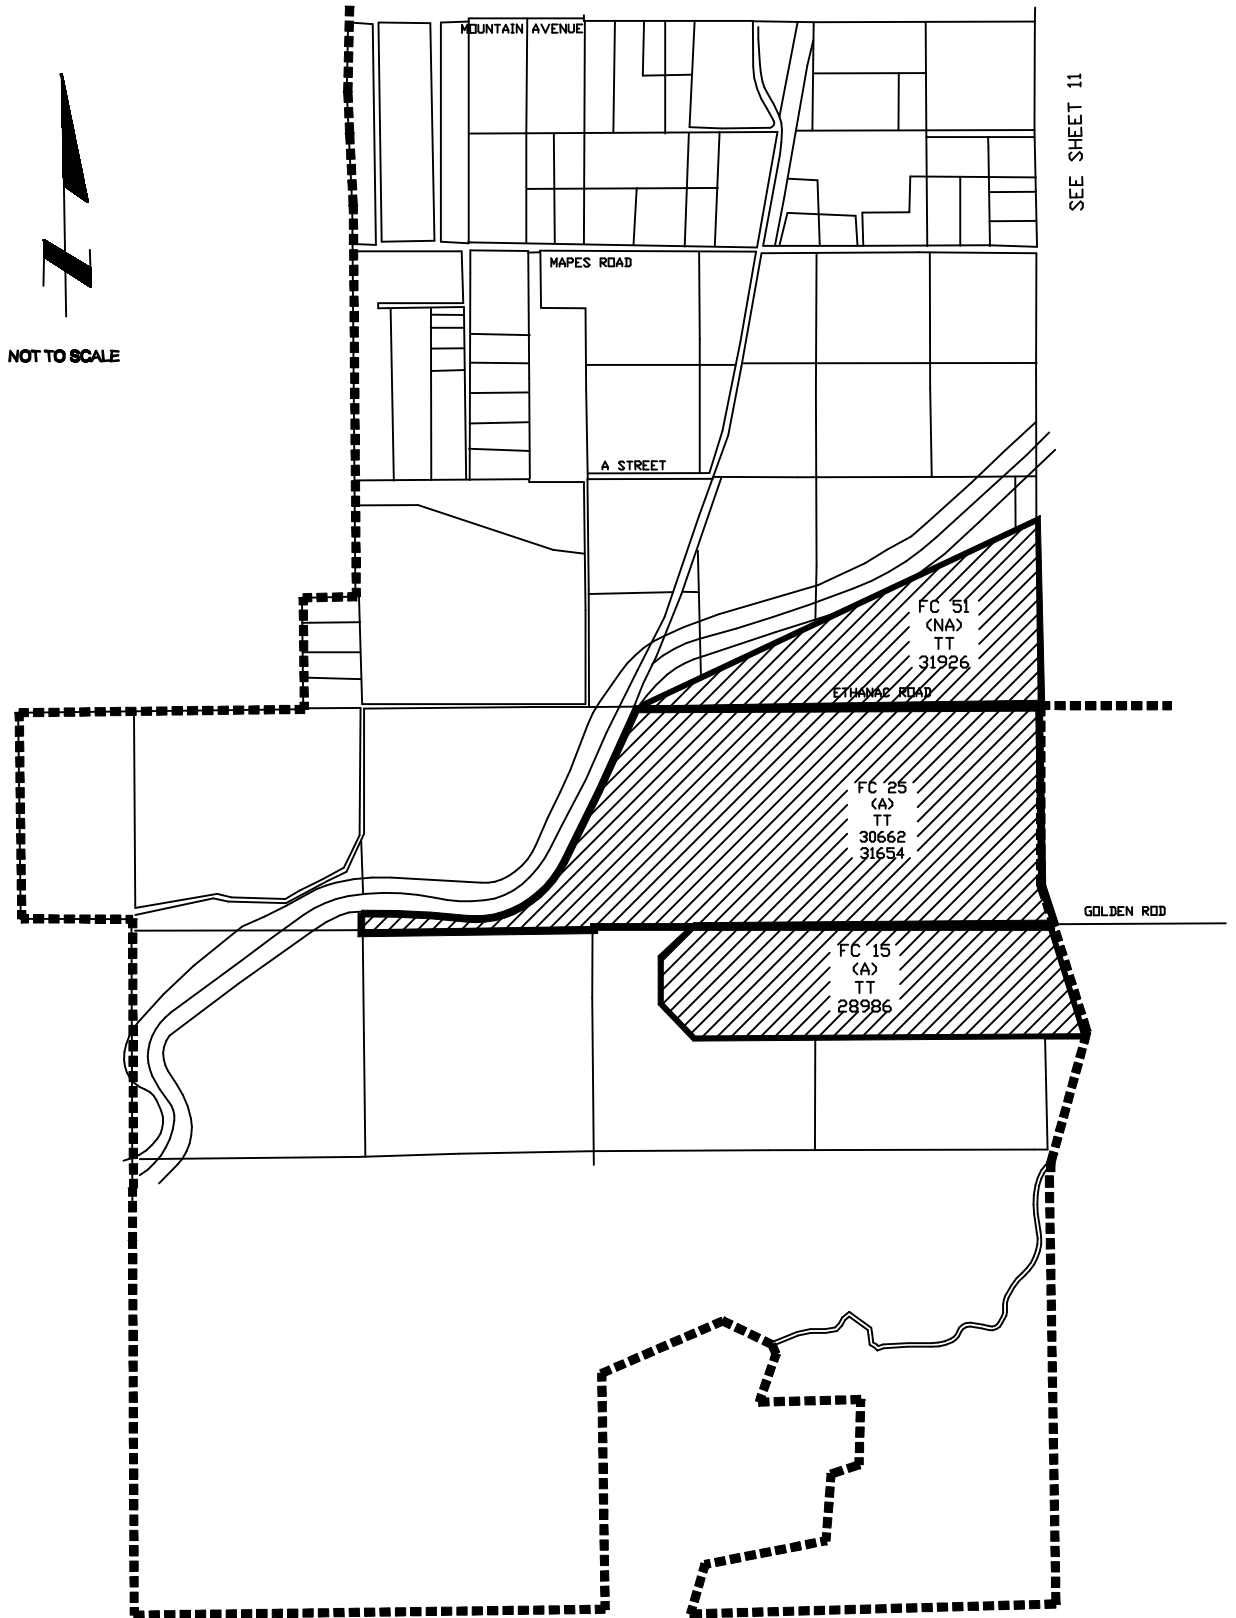 MOUNTAIN AVENUE
SEE SHEET 11
MAPES ROAD
NOT TO SCALE
A STREET
FC 51
(NA)
TT
31926
ETHANAC ROAD
FC 25
(A)
TT
30662
31654
GOLDEN ROD
FC 15
(A)
TT
28986